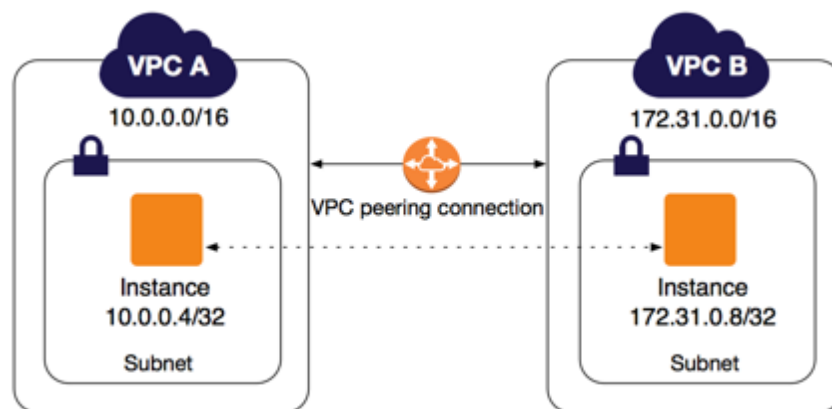 VPC A
10.0.0.0/16
VPC B
172.31.0.0/16
VPC peering connection
Instance
10.0.0.4/32
Subnet
Instance
172.31.0.8/32
Subnet